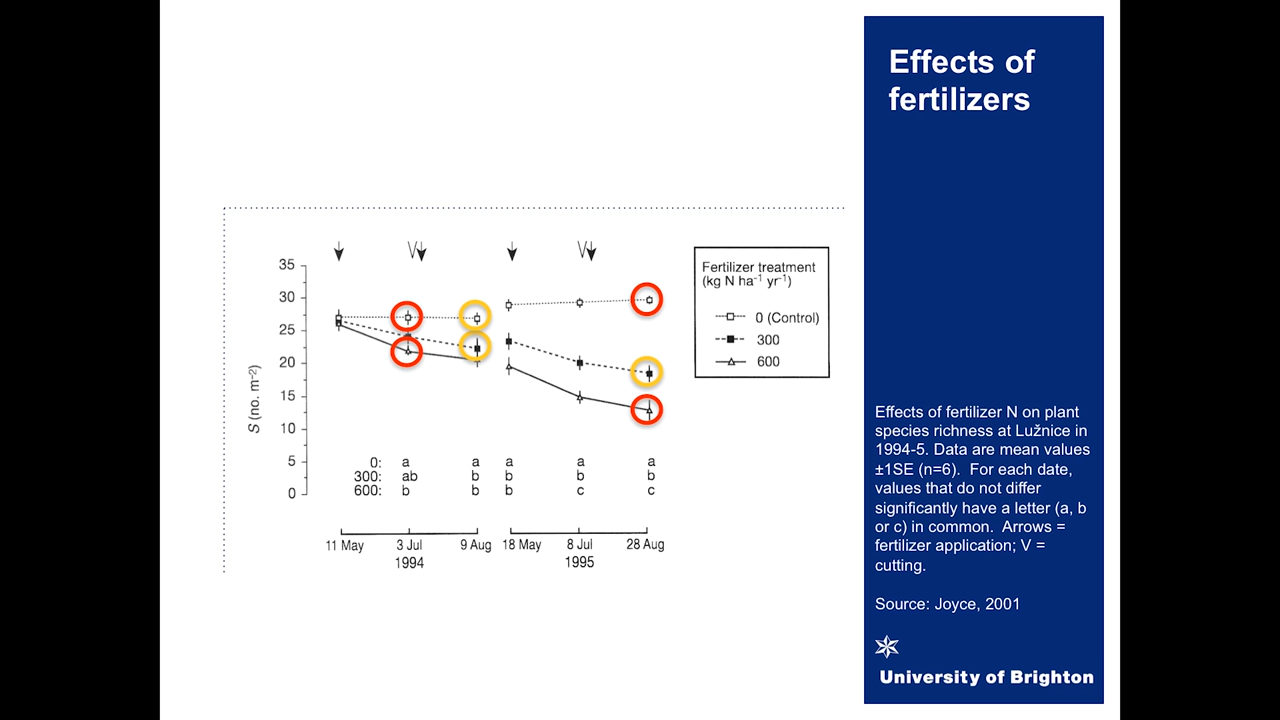 Effects of
fertilizers
V
V
35
30
25
20
15
10
5
0
S (no. m⁻²)
Fertilizer treatment
(kg N ha⁻¹ yr⁻¹)
0 (Control)
300
600
0: a a a a a
300: ab b b b b
600: b b b c c
11 May 3 Jul 9 Aug 18 May 8 Jul 28 Aug
1994 1995
Effects of fertilizer N on plant
species richness at Lužnice in
1994-5. Data are mean values
±1SE (n=6). For each date,
values that do not differ
significantly have a letter (a, b
or c) in common. Arrows =
fertilizer application; V =
cutting.
Source: Joyce, 2001
University of Brighton